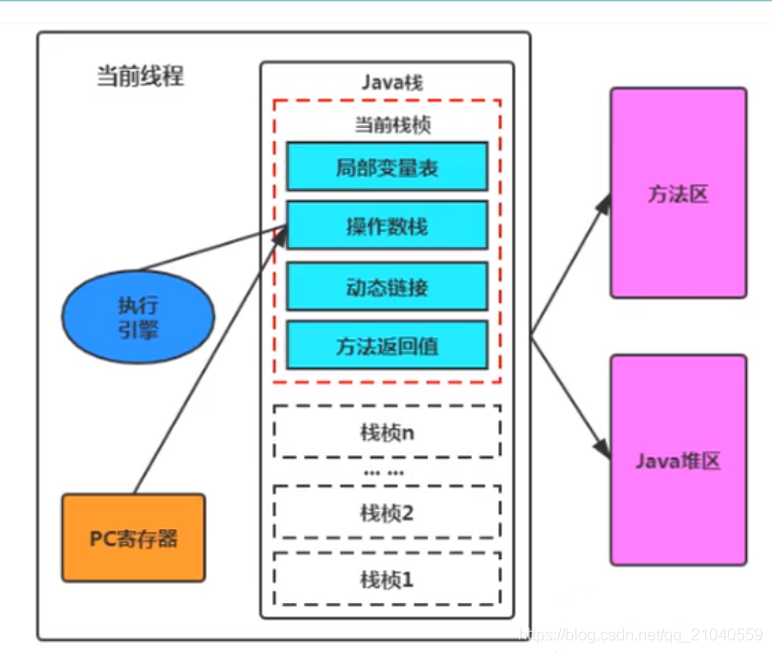 当前线程
Java栈
当前栈桢
局部变量表
操作数栈
动态链接
方法返回值
栈桢n
... ...
栈桢2
栈桢1
执行
引擎
PC寄存器
方法区
Java堆区
https://blog.csdn.net/qq_21040559